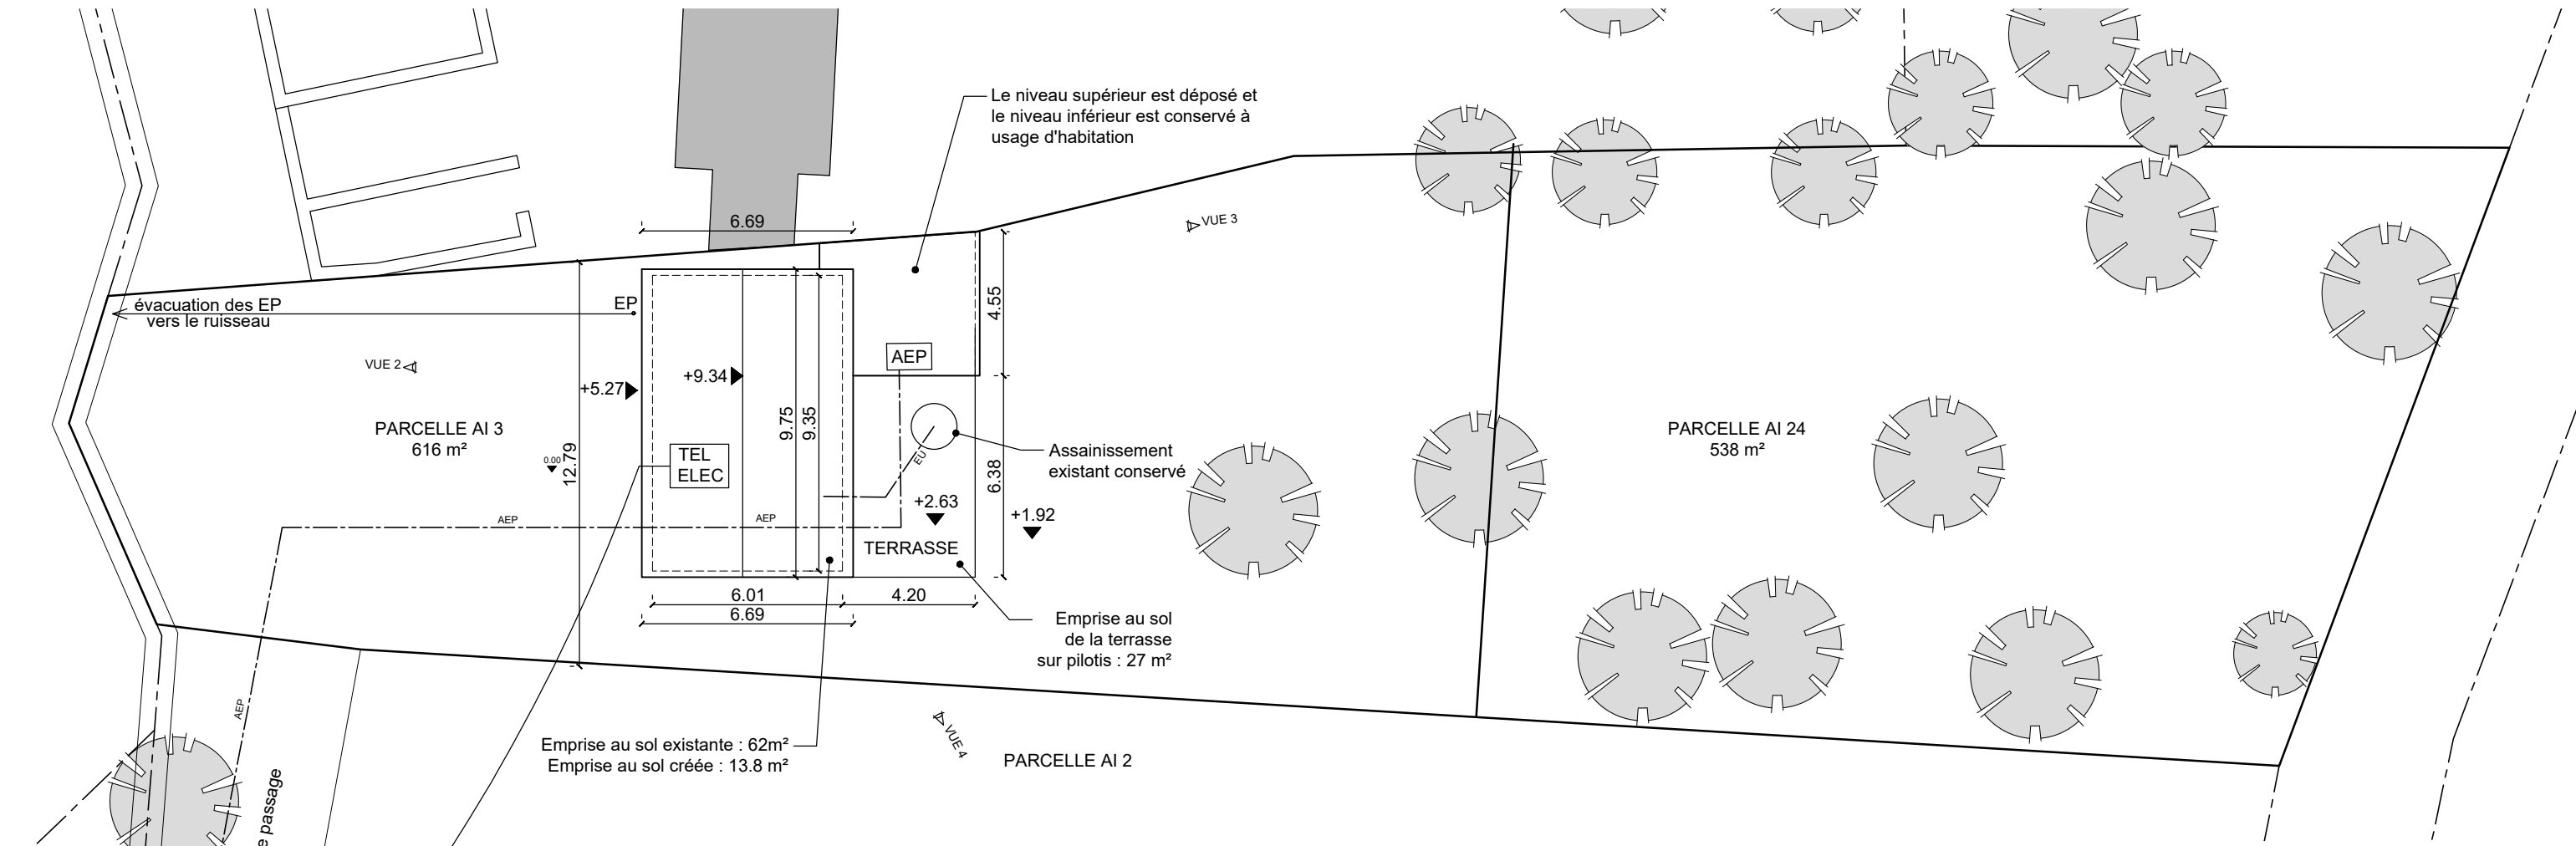 Le niveau supérieur est déposé et
le niveau inférieur est conservé à
usage d'habitation
6.69
VUE 3
évacuation des EP
vers le ruisseau
EP
4.55
AEP
VUE 2
+9.34
+5.27
9.75
9.35
PARCELLE AI 3
616 m²
PARCELLE AI 24
538 m²
12.79
0.00
TEL
ELEC
EU
Assainissement
existant conservé
6.38
+2.63
+1.92
AEP
AEP
TERRASSE
6.01
4.20
6.69
Emprise au sol
de la terrasse
sur pilotis : 27 m²
AEP
VUE 4
Emprise au sol existante : 62m²
Emprise au sol créée : 13.8 m²
PARCELLE AI 2
e passage